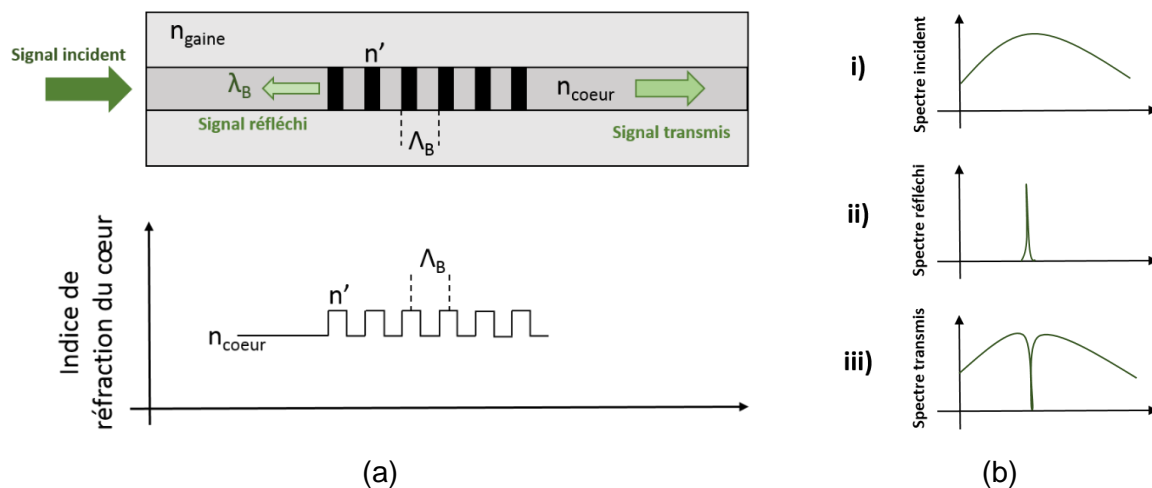 n_gaine
Signal incident
n’
λ_B
n_coeur
Signal réfléchi
Signal transmis
Λ_B
Indice de
réfraction du cœur
Λ_B
n’
n_coeur
(a)
i)
Spectre incident
ii)
Spectre réfléchi
iii)
Spectre transmis
(b)